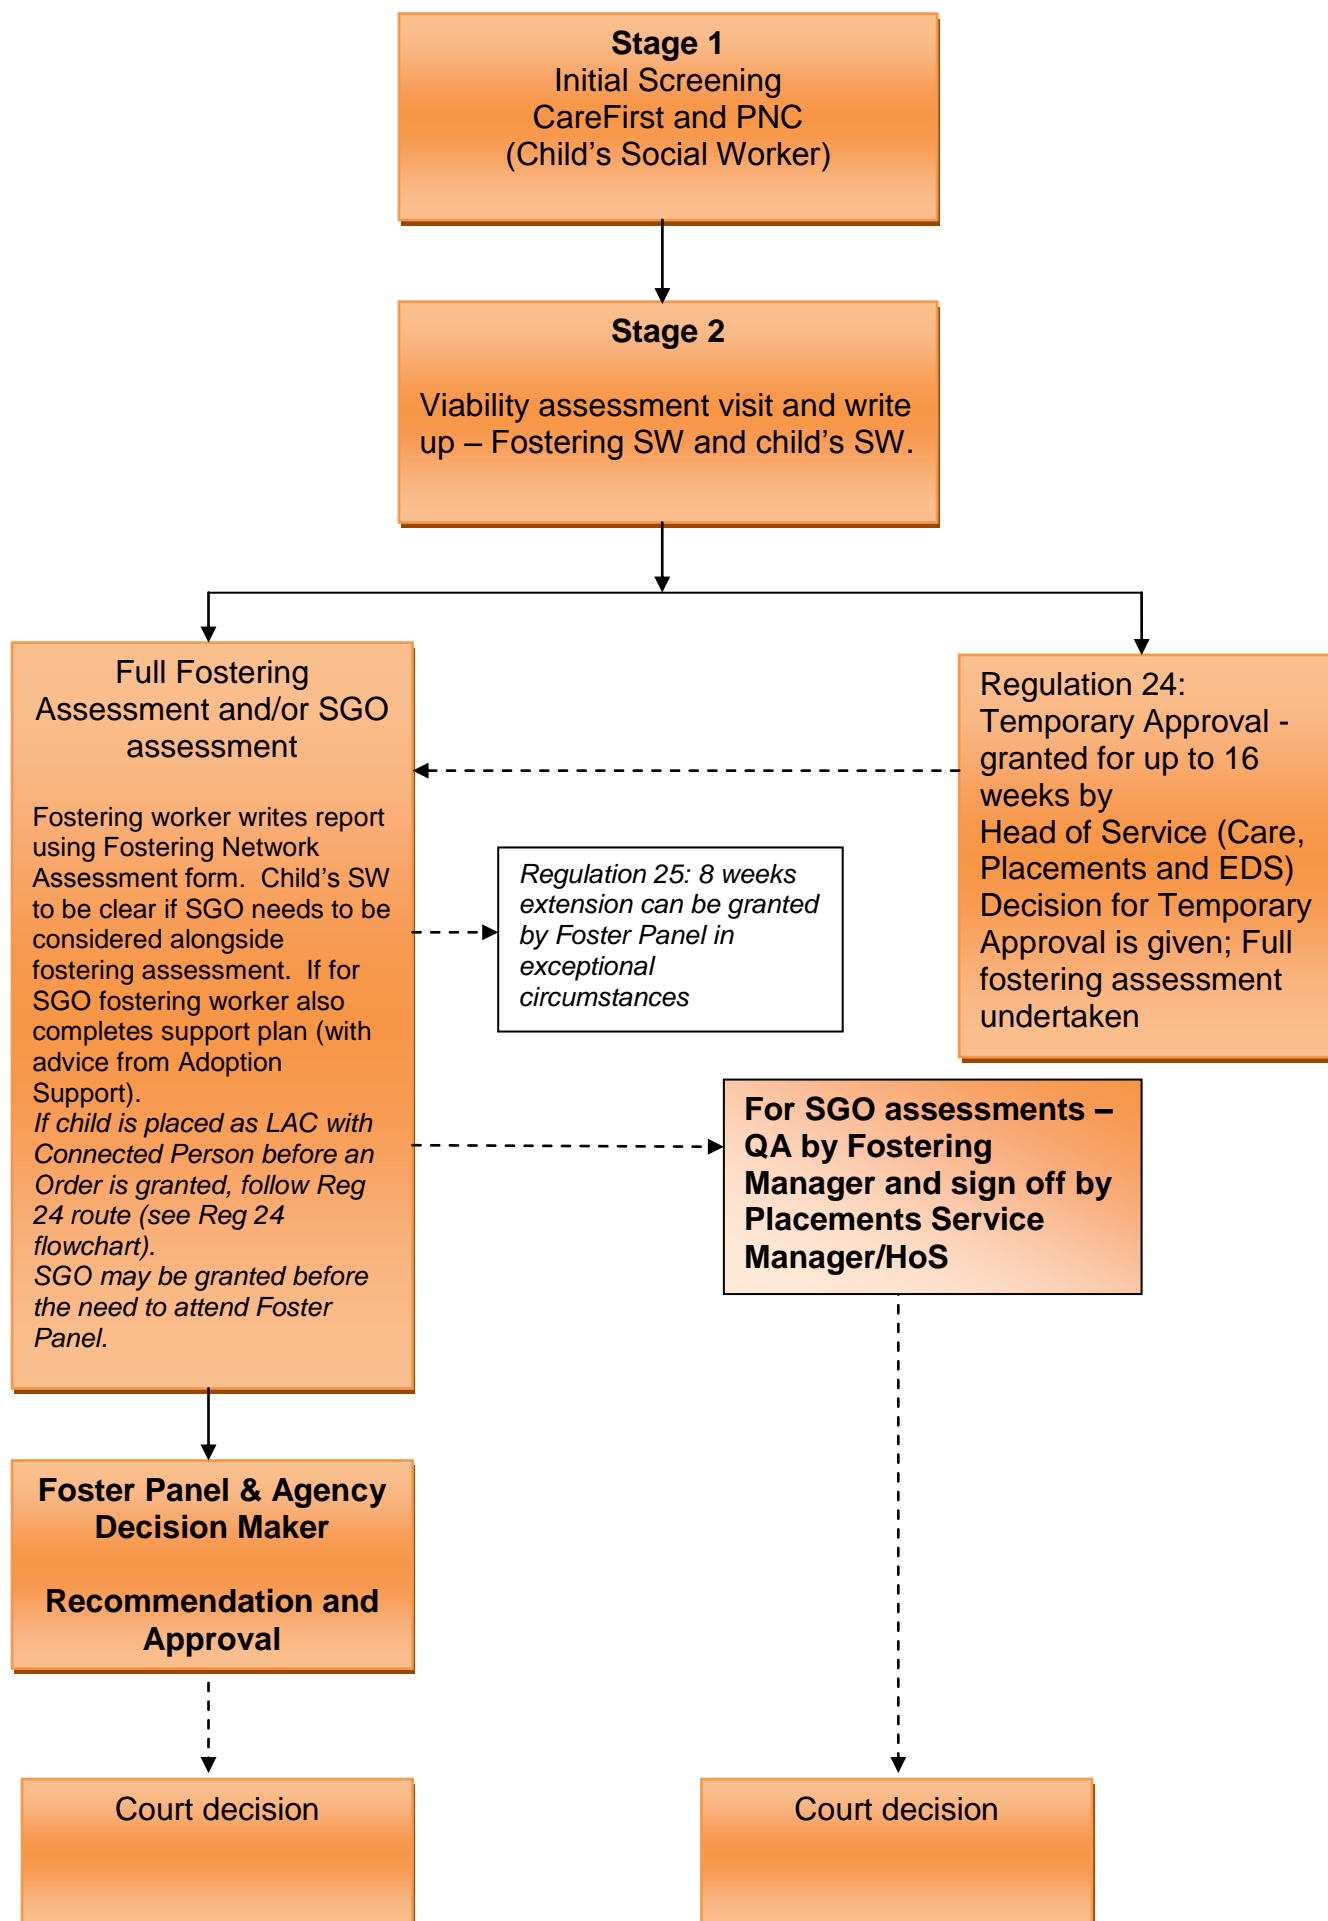 Stage 1
Initial Screening
CareFirst and PNC
(Child’s Social Worker)
Stage 2
Viability assessment visit and write
up – Fostering SW and child’s SW.
Full Fostering
Assessment and/or SGO
assessment
Fostering worker writes report
using Fostering Network
Assessment form.  Child’s SW
to be clear if SGO needs to be
considered alongside
fostering assessment.  If for
SGO fostering worker also
completes support plan (with
advice from Adoption
Support).
If child is placed as LAC with
Connected Person before an
Order is granted, follow Reg
24 route (see Reg 24
flowchart).
SGO may be granted before
the need to attend Foster
Panel.
Regulation 24:
Temporary Approval -
granted for up to 16
weeks by
Head of Service (Care,
Placements and EDS)
Decision for Temporary
Approval is given; Full
fostering assessment
undertaken
Regulation 25: 8 weeks
extension can be granted
by Foster Panel in
exceptional
circumstances
For SGO assessments –
QA by Fostering
Manager and sign off by
Placements Service
Manager/HoS
Foster Panel & Agency
Decision Maker
Recommendation and
Approval
Court decision
Court decision